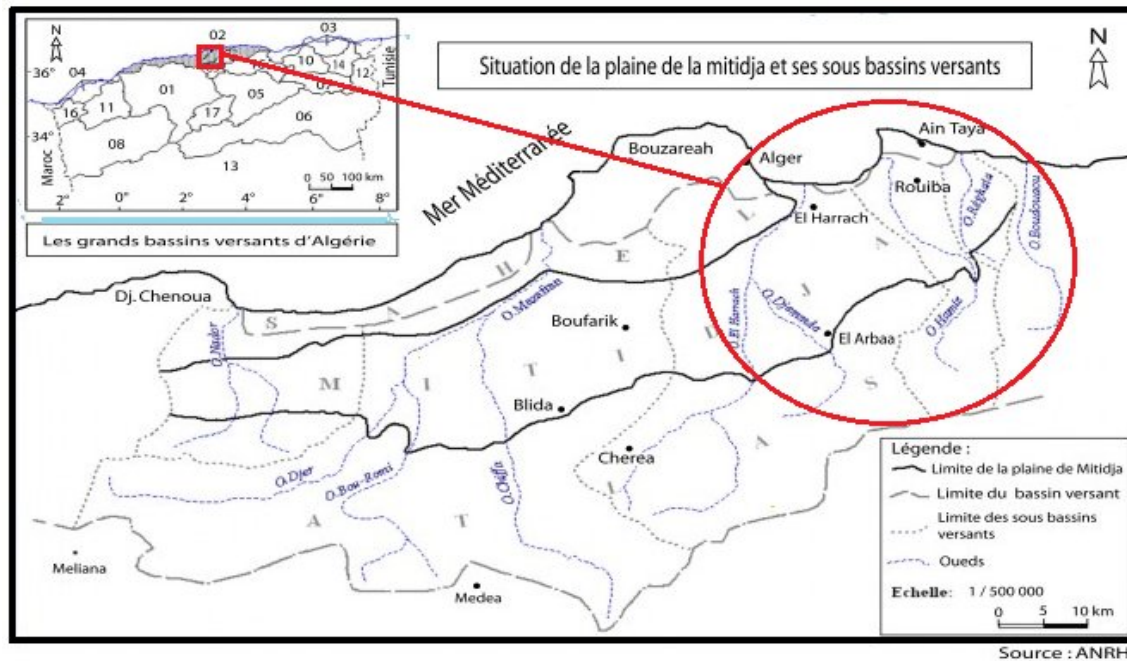 N
02
03
04
36°
16
11
01
10
14
12
05
17
06
08
34°
13
Maroc
Tunisie
0 50 100 km
0° 2° 4° 6° 8°
Les grands bassins versants d'Algérie
Situation de la plaine de la mitidja et ses sous bassins versants
N
Mer Méditerranée
Bouzareah
Alger
Ain Taya
Rouiba
El Harrach
O.Réghaia
O.Boudouaou
Dj. Chenoua
S A H E L
O.Mazafran
O.Nador
Boufarik
O.El Harrach
O.Djemmda
El Arbaa
O.Hamiz
M I T I D J A
Blida
Cherea
O.Djer
O.Bou-Romi
O.Chiffa
A T L A S
Meliana
Medea
Légende :
Limite de la plaine de Mitidja
Limite du bassin versant
Limite des sous bassins
versants
Oueds
Echelle: 1 / 500 000
0 5 10 km
Source : ANRH